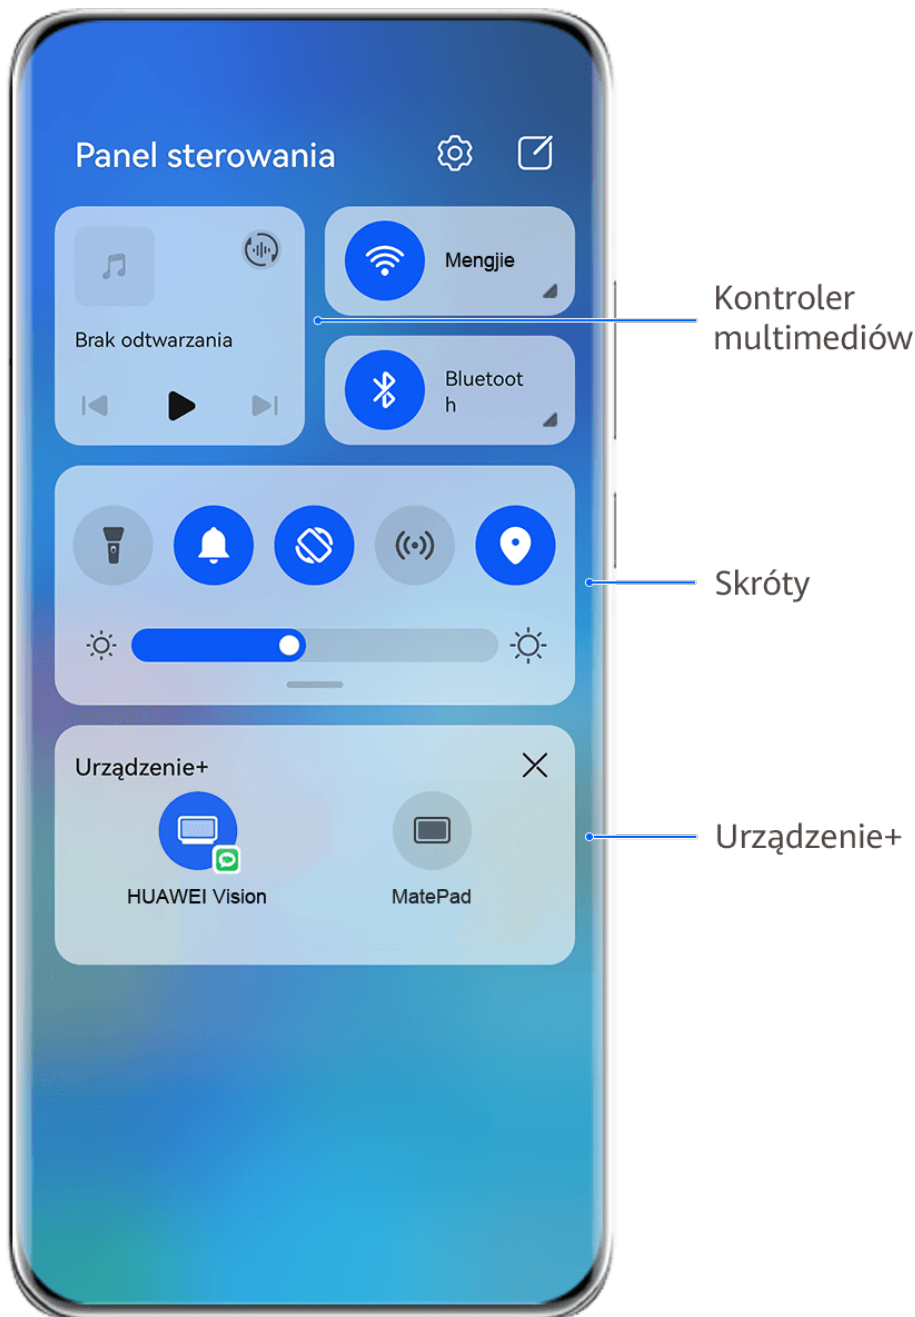 Panel sterowania
Brak odtwarzania
Mengjie
Bluetoot
h
Kontroler
multimediów
Skróty
Urządzenie+
HUAWEI Vision
MatePad
Urządzenie+